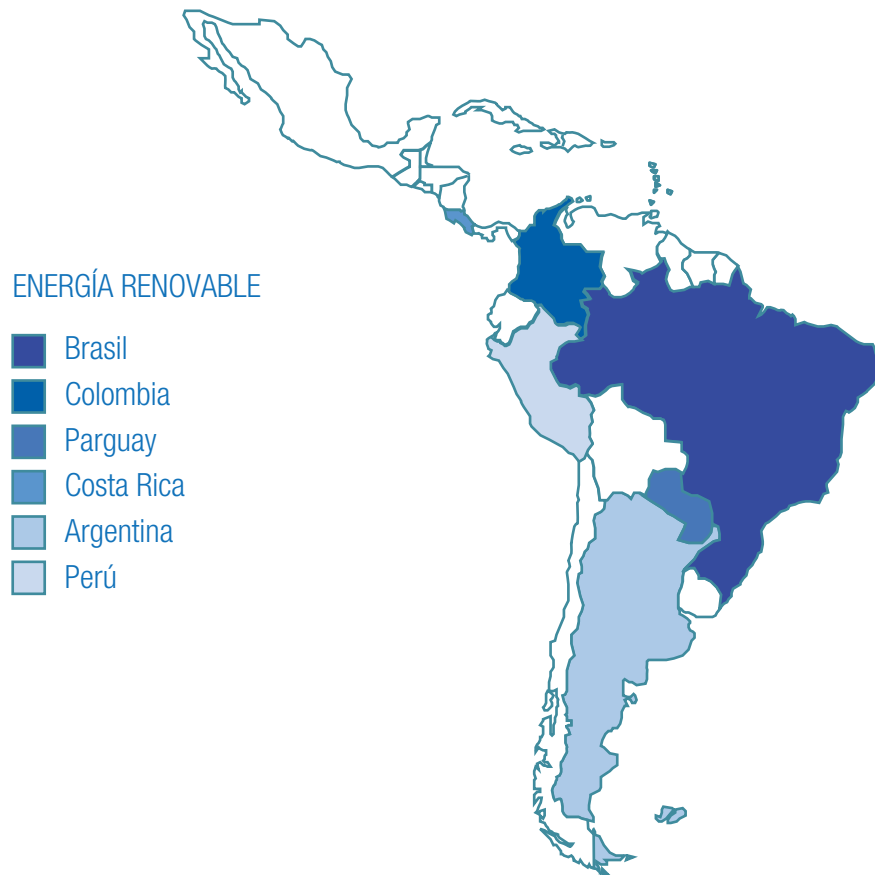 ENERGÍA RENOVABLE
Brasil
Colombia
Parguay
Costa Rica
Argentina
Perú